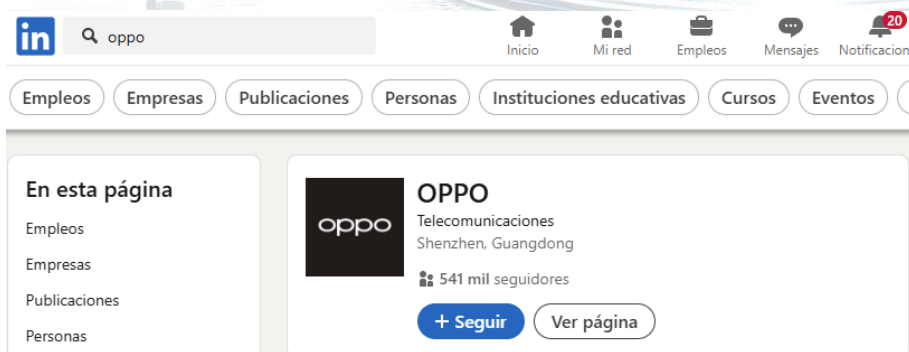 in
oppo
20
Inicio
Mi red
Empleos
Mensajes
Notificacion
Empleos
Empresas
Publicaciones
Personas
Instituciones educativas
Cursos
Eventos
En esta página
Empleos
Empresas
Publicaciones
Personas
oppo
OPPO
Telecomunicaciones
Shenzhen, Guangdong
541 mil seguidores
+ Seguir
Ver página